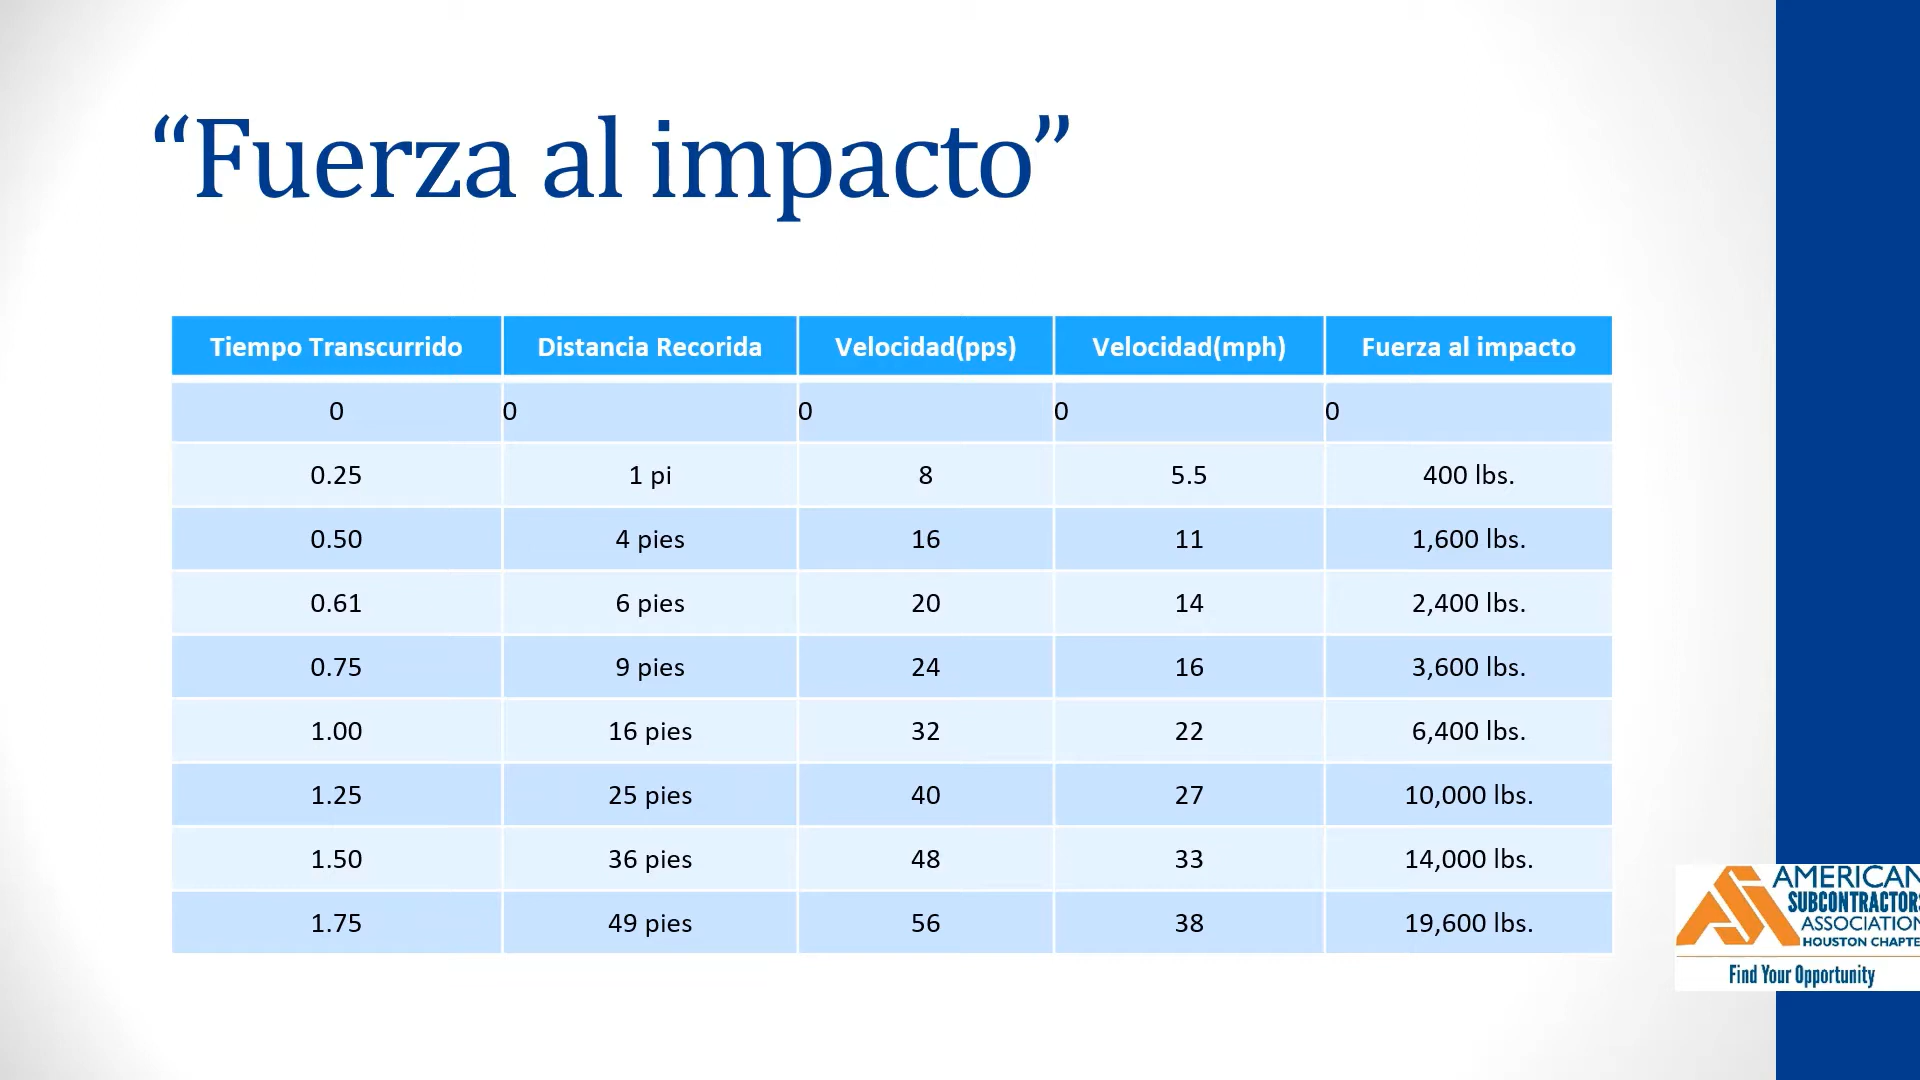 “Fuerza al impacto”
Tiempo Transcurrido Distancia Recorida Velocidad(pps) Velocidad(mph) Fuerza al impacto
0 0 0 0 0
0.25 1 pi 8 5.5 400 lbs.
0.50 4 pies 16 11 1,600 lbs.
0.61 6 pies 20 14 2,400 lbs.
0.75 9 pies 24 16 3,600 lbs.
1.00 16 pies 32 22 6,400 lbs.
1.25 25 pies 40 27 10,000 lbs.
1.50 36 pies 48 33 14,000 lbs.
1.75 49 pies 56 38 19,600 lbs.
AMERICAN
SUBCONTRACTORS
ASSOCIATION
HOUSTON CHAPTE
Find Your Opportunity